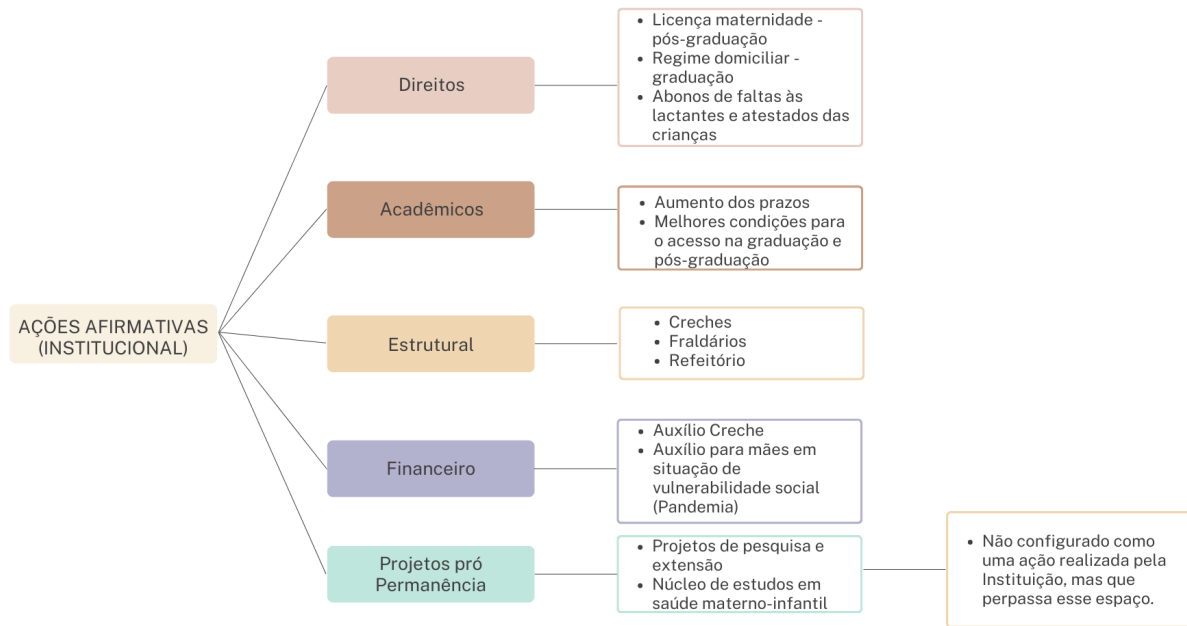 AÇÕES AFIRMATIVAS
(INSTITUCIONAL)
Direitos
• Licença maternidade -
pós-graduação
• Regime domiciliar -
graduação
• Abonos de faltas às
lactantes e atestados das
crianças
Acadêmicos
• Aumento dos prazos
• Melhores condições para
o acesso na graduação e
pós-graduação
Estrutural
• Creches
• Fraldários
• Refeitório
Financeiro
• Auxílio Creche
• Auxílio para mães em
situação de
vulnerabilidade social
(Pandemia)
Projetos pró
Permanência
• Projetos de pesquisa e
extensão
• Núcleo de estudos em
saúde materno-infantil
• Não configurado como
uma ação realizada pela
Instituição, mas que
perpassa esse espaço.